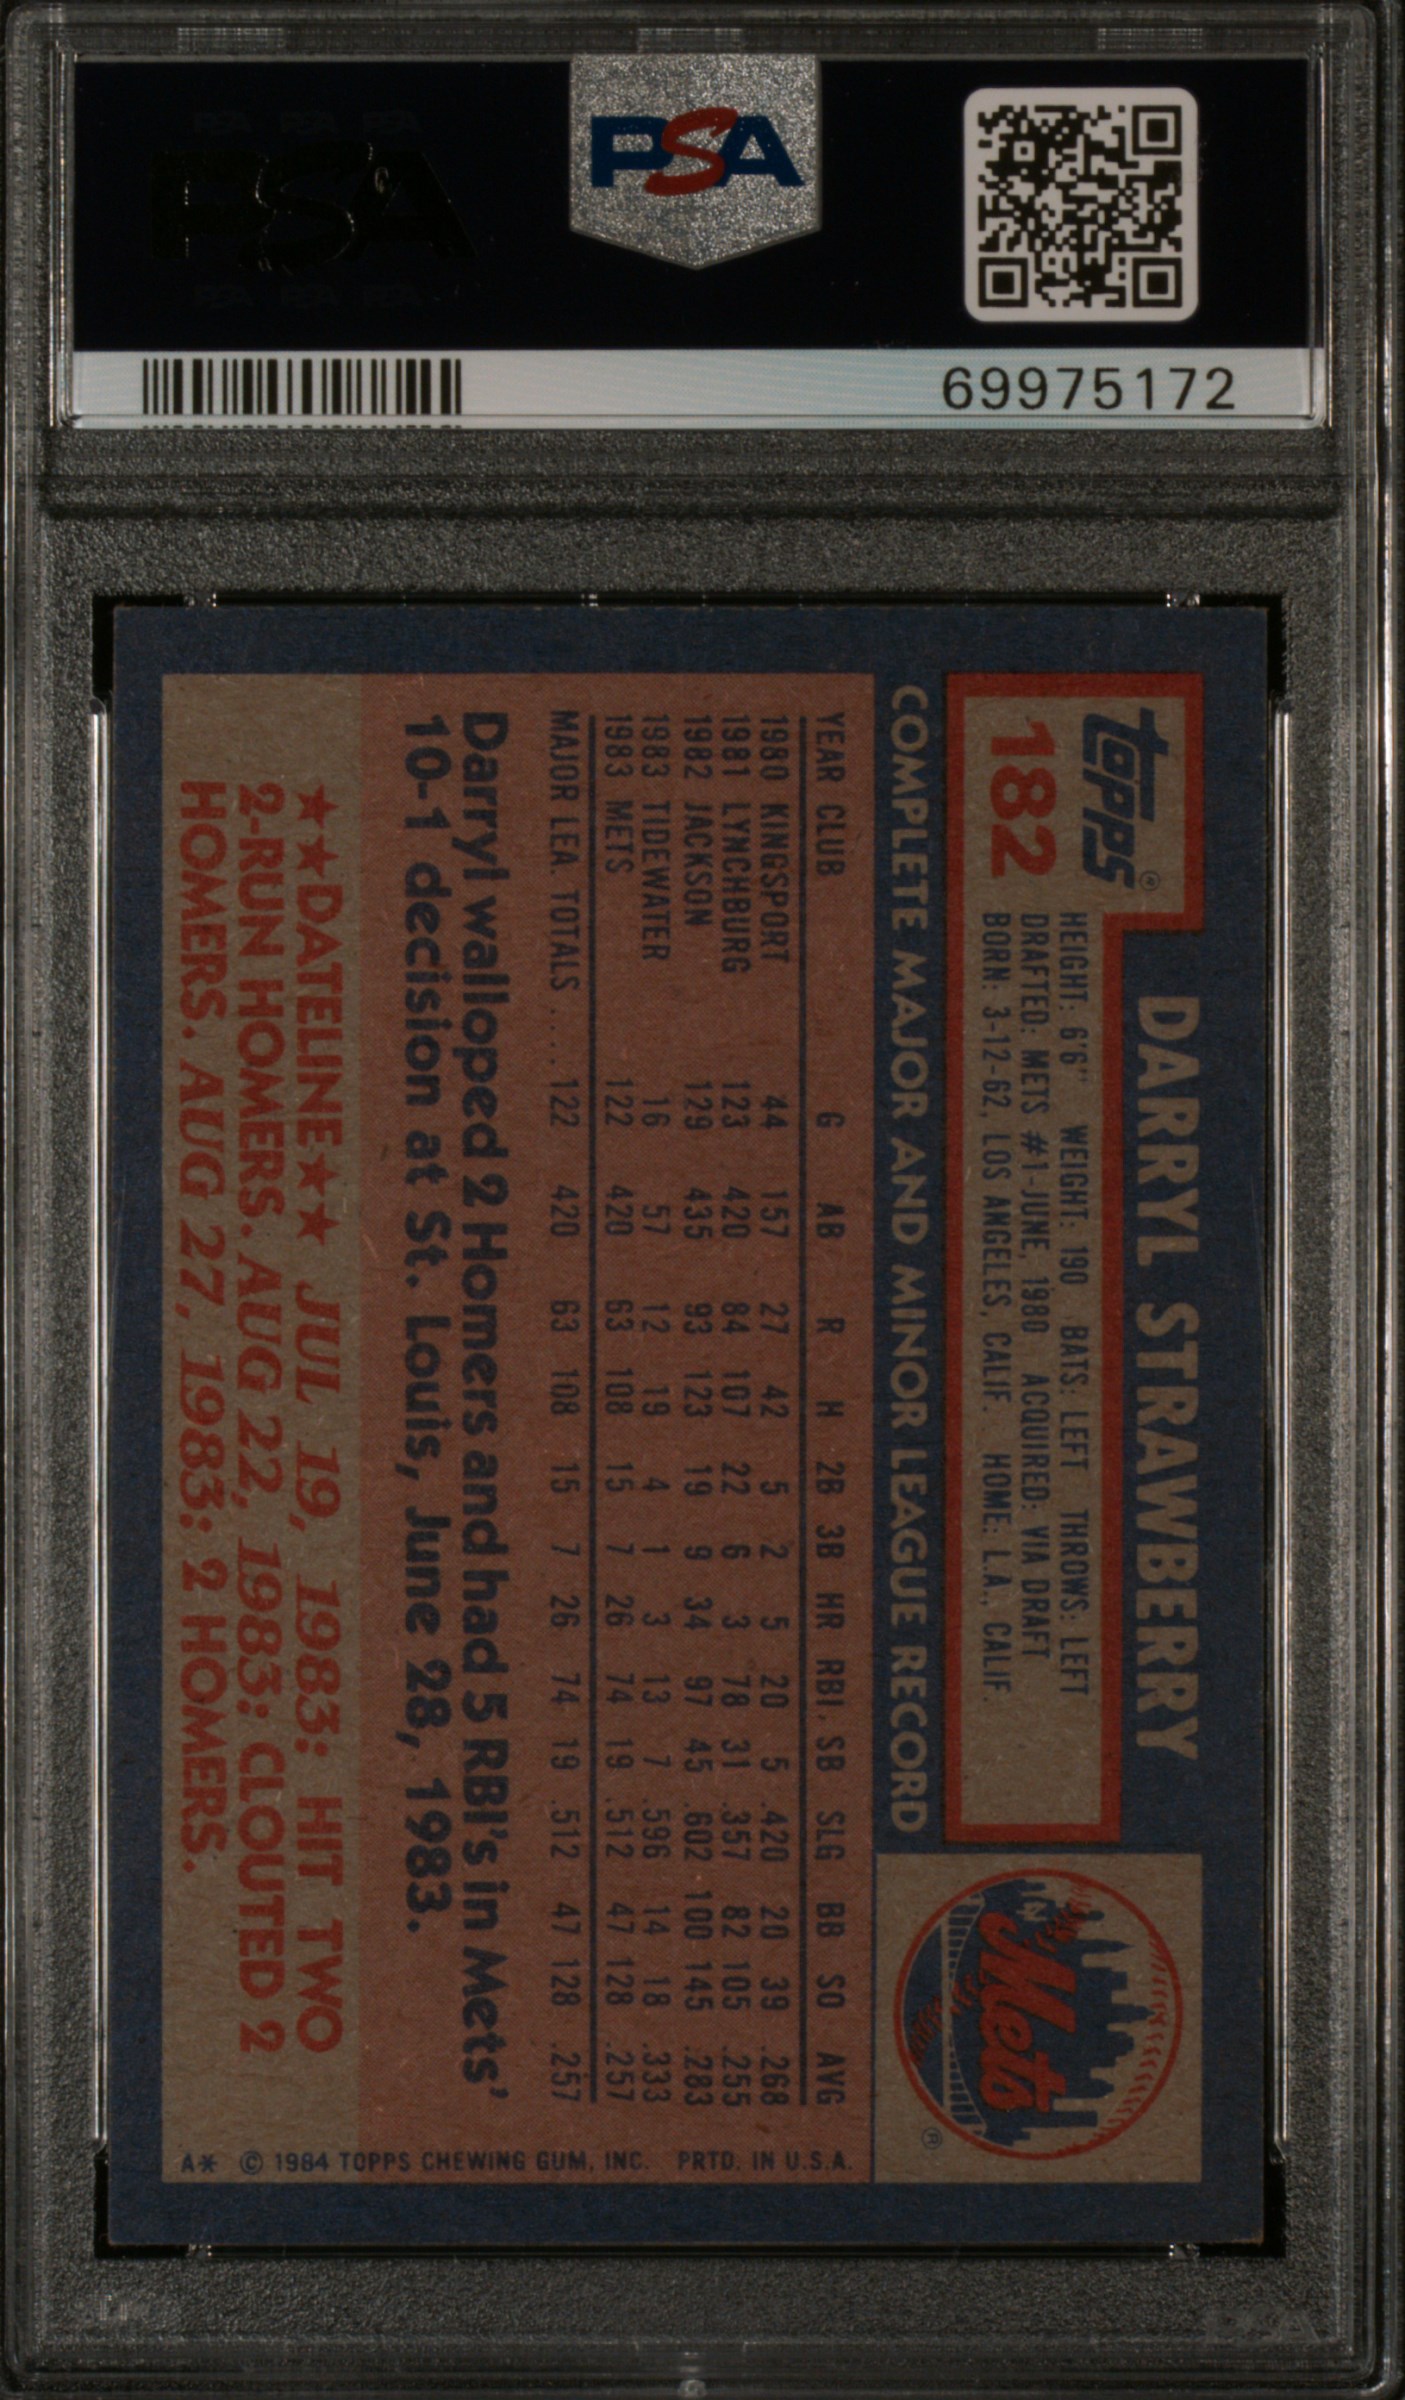 PSA
PSA
69975172
topps®
182
DARRYL STRAWBERRY
HEIGHT: 6'6" WEIGHT: 190 BATS: LEFT THROWS: LEFT
DRAFTED: METS #1-JUNE, 1980 ACQUIRED: VIA DRAFT
BORN: 3-12-62, LOS ANGELES, CALIF. HOME: L.A., CALIF.
NY
Mets
®
COMPLETE MAJOR AND MINOR LEAGUE RECORD
YEAR CLUB G AB R H 2B 3B HR RBI. SB SLG BB SO AVG
1980 KINGSPORT 44 157 27 42 5 2 5 20 5 .420 20 39 .268
1981 LYNCHBURG 123 420 84 107 22 6 3 78 31 .357 82 105 .255
1982 JACKSON 129 435 93 123 19 9 34 97 45 .602 100 145 .283
1983 TIDEWATER 16 57 12 19 4 1 3 13 7 .596 14 18 .333
1983 METS 122 420 63 108 15 7 26 74 19 .512 47 128 .257
MAJOR LEA. TOTALS .... 122 420 63 108 15 7 26 74 19 .512 47 128 .257
Darryl walloped 2 Homers and had 5 RBI's in Mets'
10-1 decision at St. Louis, June 28, 1983.
★★DATELINE★★ JUL 19, 1983: HIT TWO
2-RUN HOMERS. AUG 22, 1983: CLOUTED 2
HOMERS. AUG 27, 1983: 2 HOMERS.
A* © 1984 TOPPS CHEWING GUM, INC. PRTD. IN U.S.A.
PSA